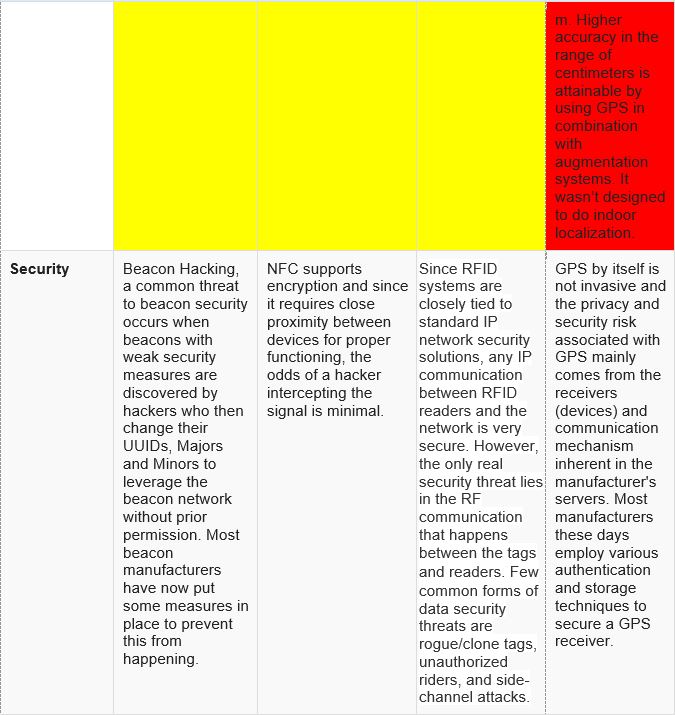 m. Higher
accuracy in the
range of
centimeters is
attainable by
using GPS in
combination
with
augmentation
systems. It
wasn't designed
to do indoor
localization.
Security
Beacon Hacking,
a common threat
to beacon security
occurs when
beacons with
weak security
measures are
discovered by
hackers who then
change their
UUIDs, Majors
and Minors to
leverage the
beacon network
without prior
permission. Most
beacon
manufacturers
have now put
some measures in
place to prevent
this from
happening.
NFC supports
encryption and since
it requires close
proximity between
devices for proper
functioning, the
odds of a hacker
intercepting the
signal is minimal.
Since RFID
systems are
closely tied to
standard IP
network security
solutions, any IP
communication
between RFID
readers and the
network is very
secure. However,
the only real
security threat lies
in the RF
communication
that happens
between the tags
and readers. Few
common forms of
data security
threats are
rogue/clone tags,
unauthorized
riders, and side-
channel attacks.
GPS by itself is
not invasive and
the privacy and
security risk
associated with
GPS mainly
comes from the
receivers
(devices) and
communication
mechanism
inherent in the
manufacturer's
servers. Most
manufacturers
these days
employ various
authentication
and storage
techniques to
secure a GPS
receiver.